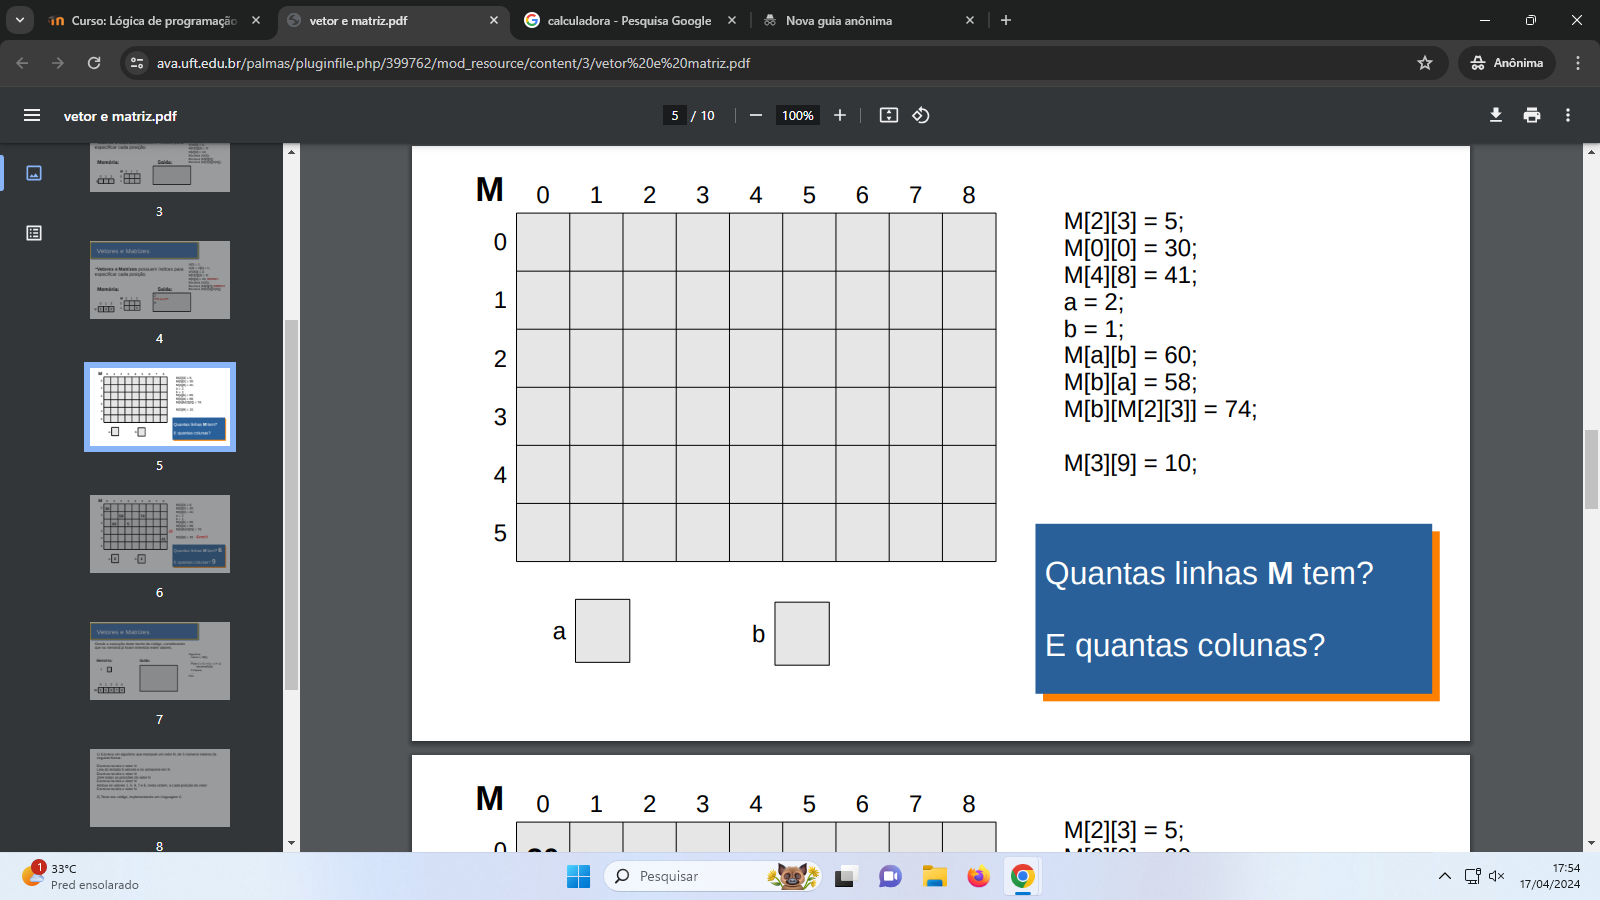 Curso: Lógica de programação
vetor e matriz.pdf
calculadora - Pesquisa Google
Nova guia anônima
ava.uft.edu.br/palmas/pluginfile.php/399762/mod_resource/content/3/vetor%20e%20matriz.pdf
Anônima
vetor e matriz.pdf
5 / 10
100%
3
Vetores e Matrizes
4
5
6
Vetores e Matrizes
7
8
M 0 1 2 3 4 5 6 7 8
0
1
2
3
4
5
a
b
M[2][3] = 5;
M[0][0] = 30;
M[4][8] = 41;
a = 2;
b = 1;
M[a][b] = 60;
M[b][a] = 58;
M[b][M[2][3]] = 74;
M[3][9] = 10;
Quantas linhas M tem?
E quantas colunas?
M 0 1 2 3 4 5 6 7 8
0
M[2][3] = 5;
1
33°C
Pred ensolarado
Pesquisar
17:54
17/04/2024